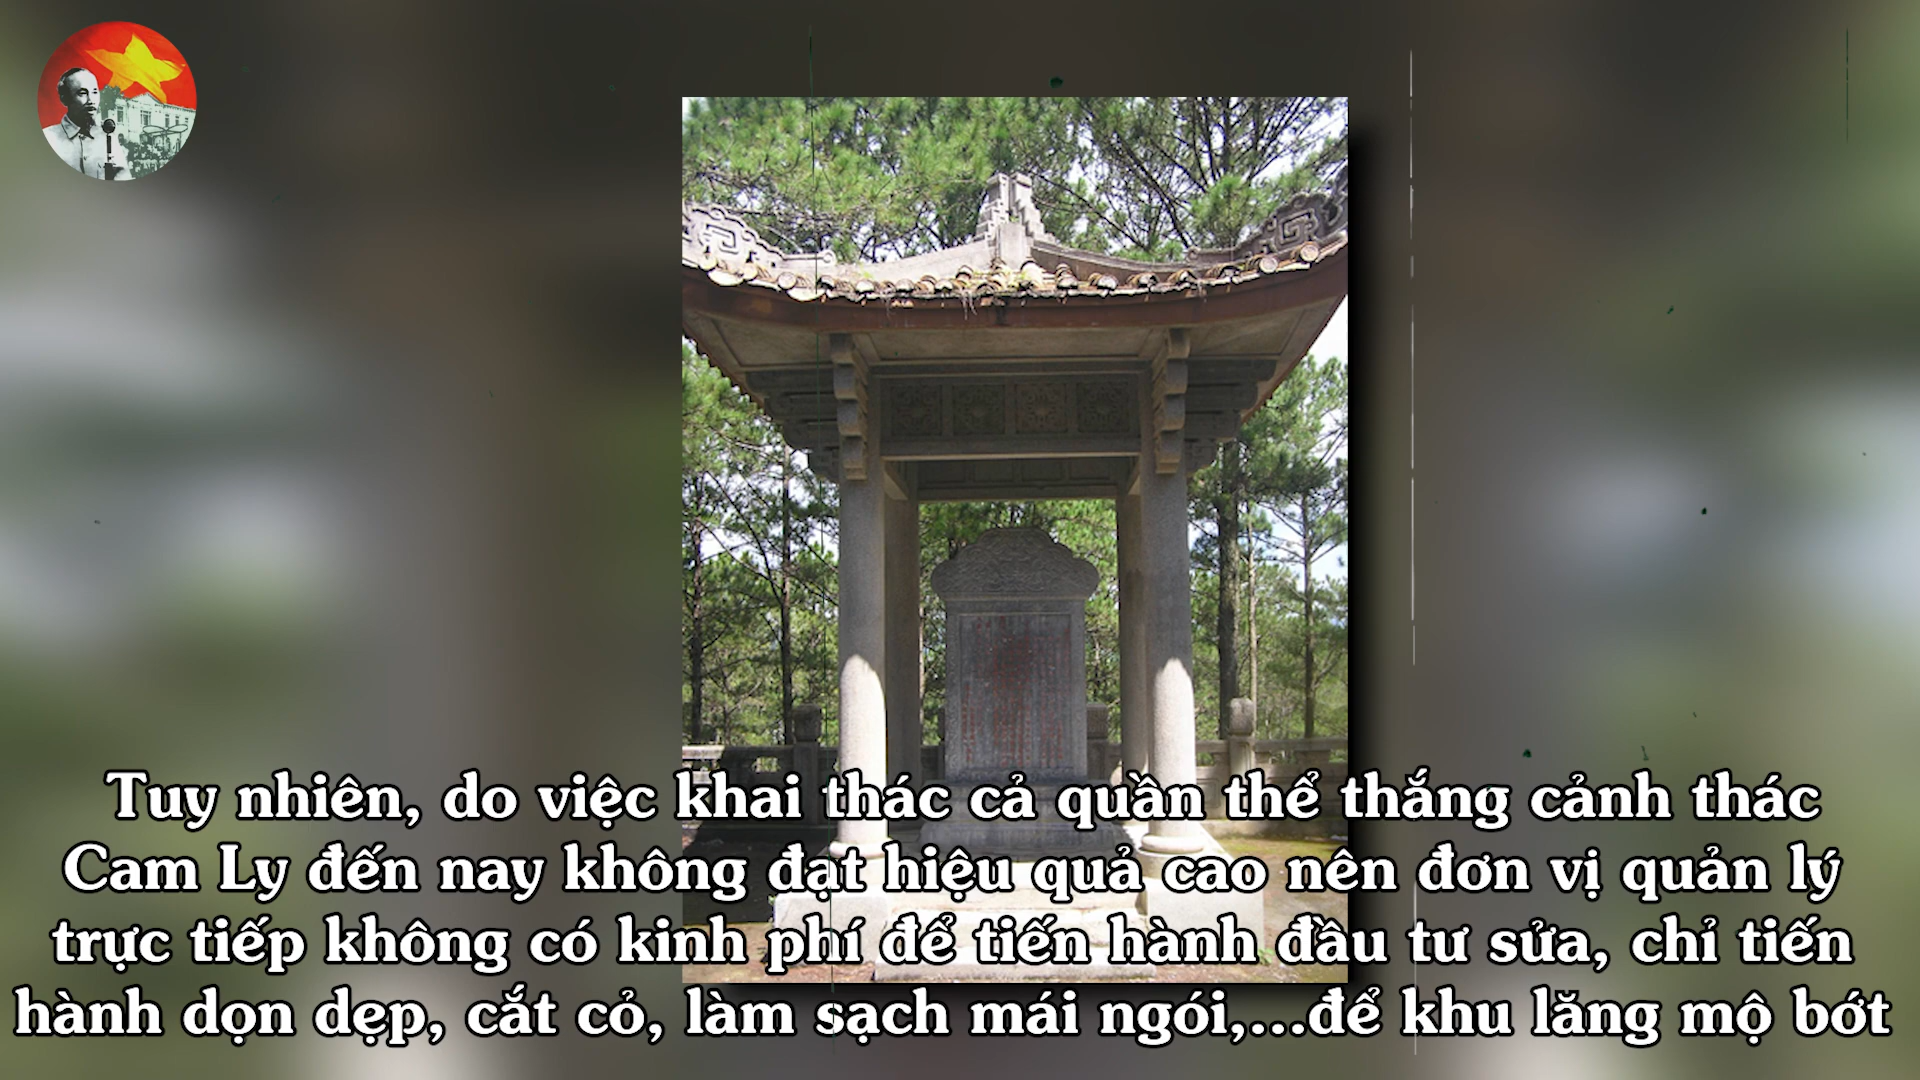 Tuy nhiên, do việc khai thác cả quần thể thắng cảnh thác
Cam Ly đến nay không đạt hiệu quả cao nên đơn vị quản lý
trực tiếp không có kinh phí để tiến hành đầu tư sửa, chỉ tiến
hành dọn dẹp, cắt cỏ, làm sạch mái ngói,...để khu lăng mộ bớt